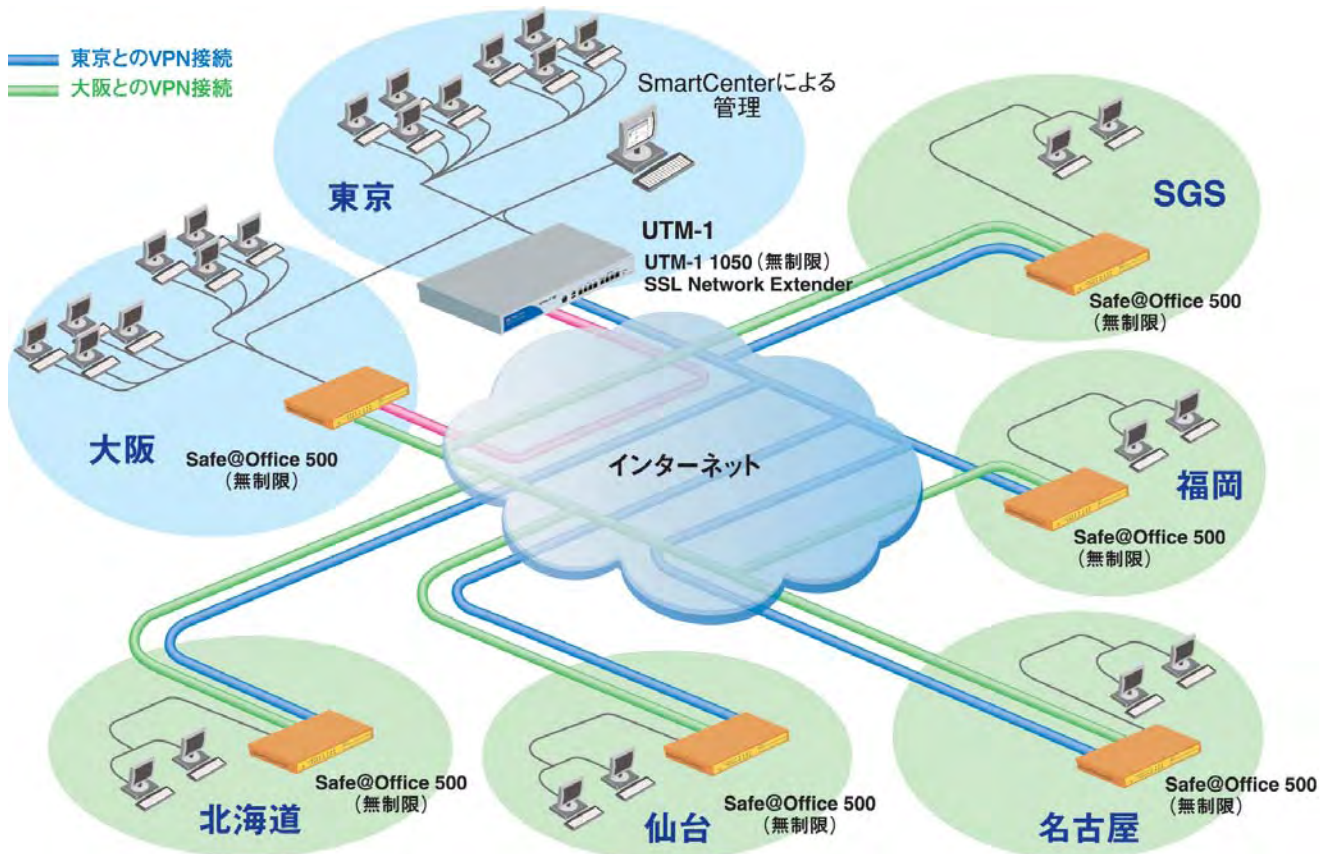 東京とのVPN接続
大阪とのVPN接続
SmartCenterによる
管理
東京
SGS
UTM-1
UTM-1 1050（無制限）
SSL Network Extender
Safe@Office 500
（無制限）
大阪
Safe@Office 500
（無制限）
インターネット
福岡
Safe@Office 500
（無制限）
北海道
Safe@Office 500
（無制限）
仙台
Safe@Office 500
（無制限）
名古屋
Safe@Office 500
（無制限）